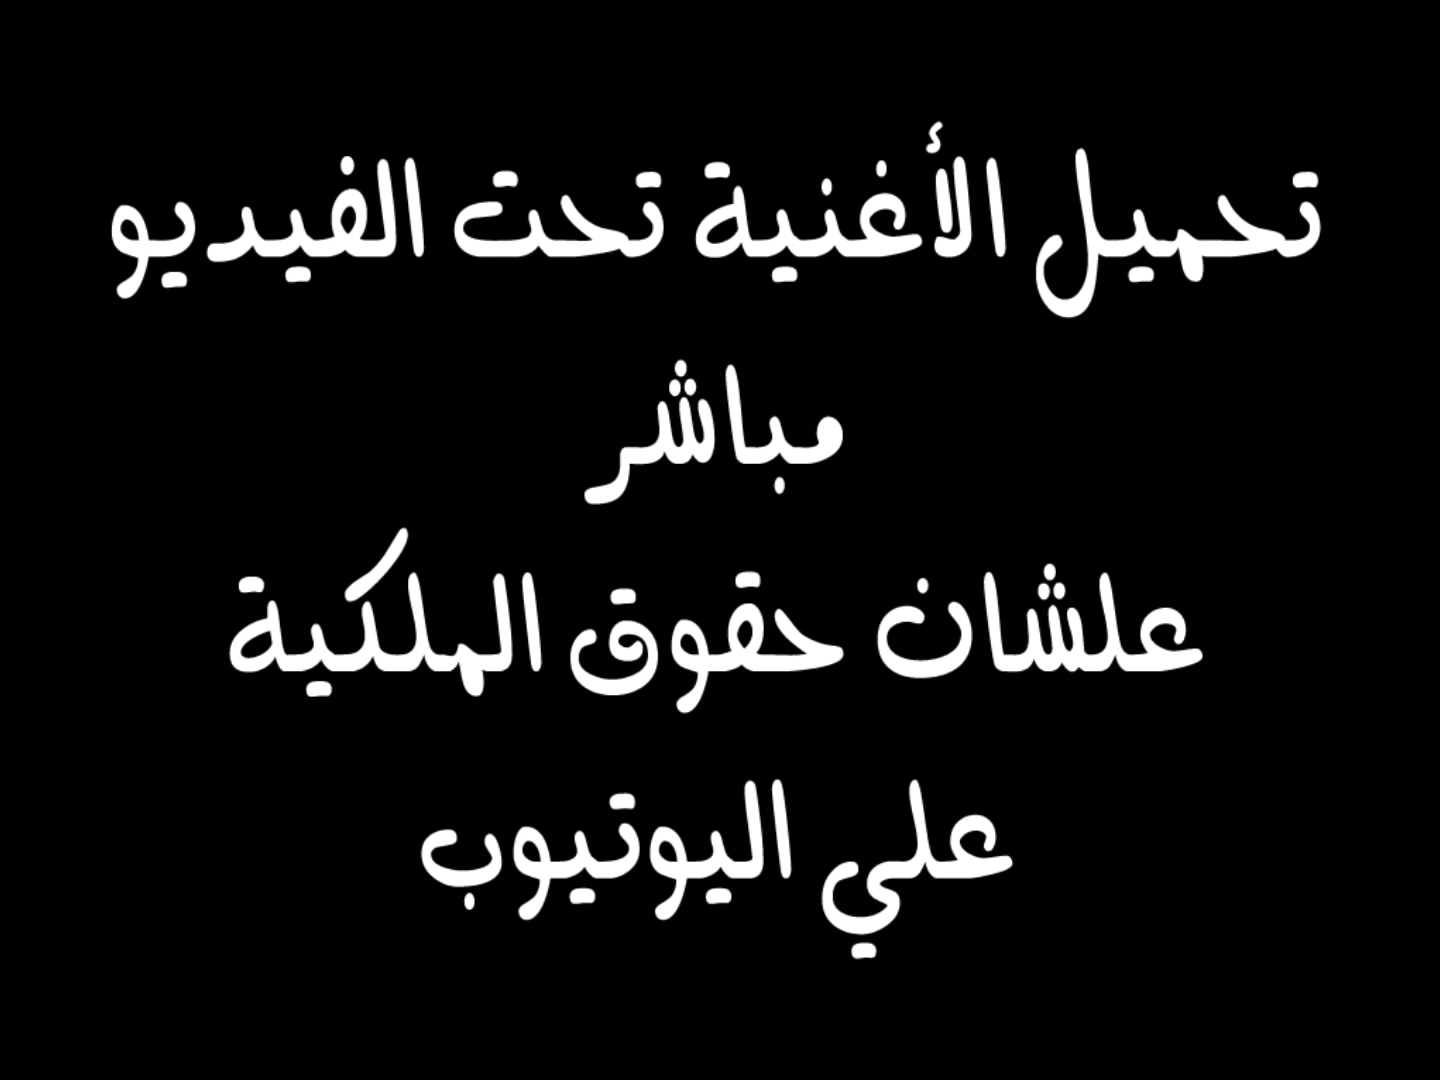 تحميل الأغنية تحت الفيديو
مباشر
علشان حقوق الملكية
علي اليوتيوب